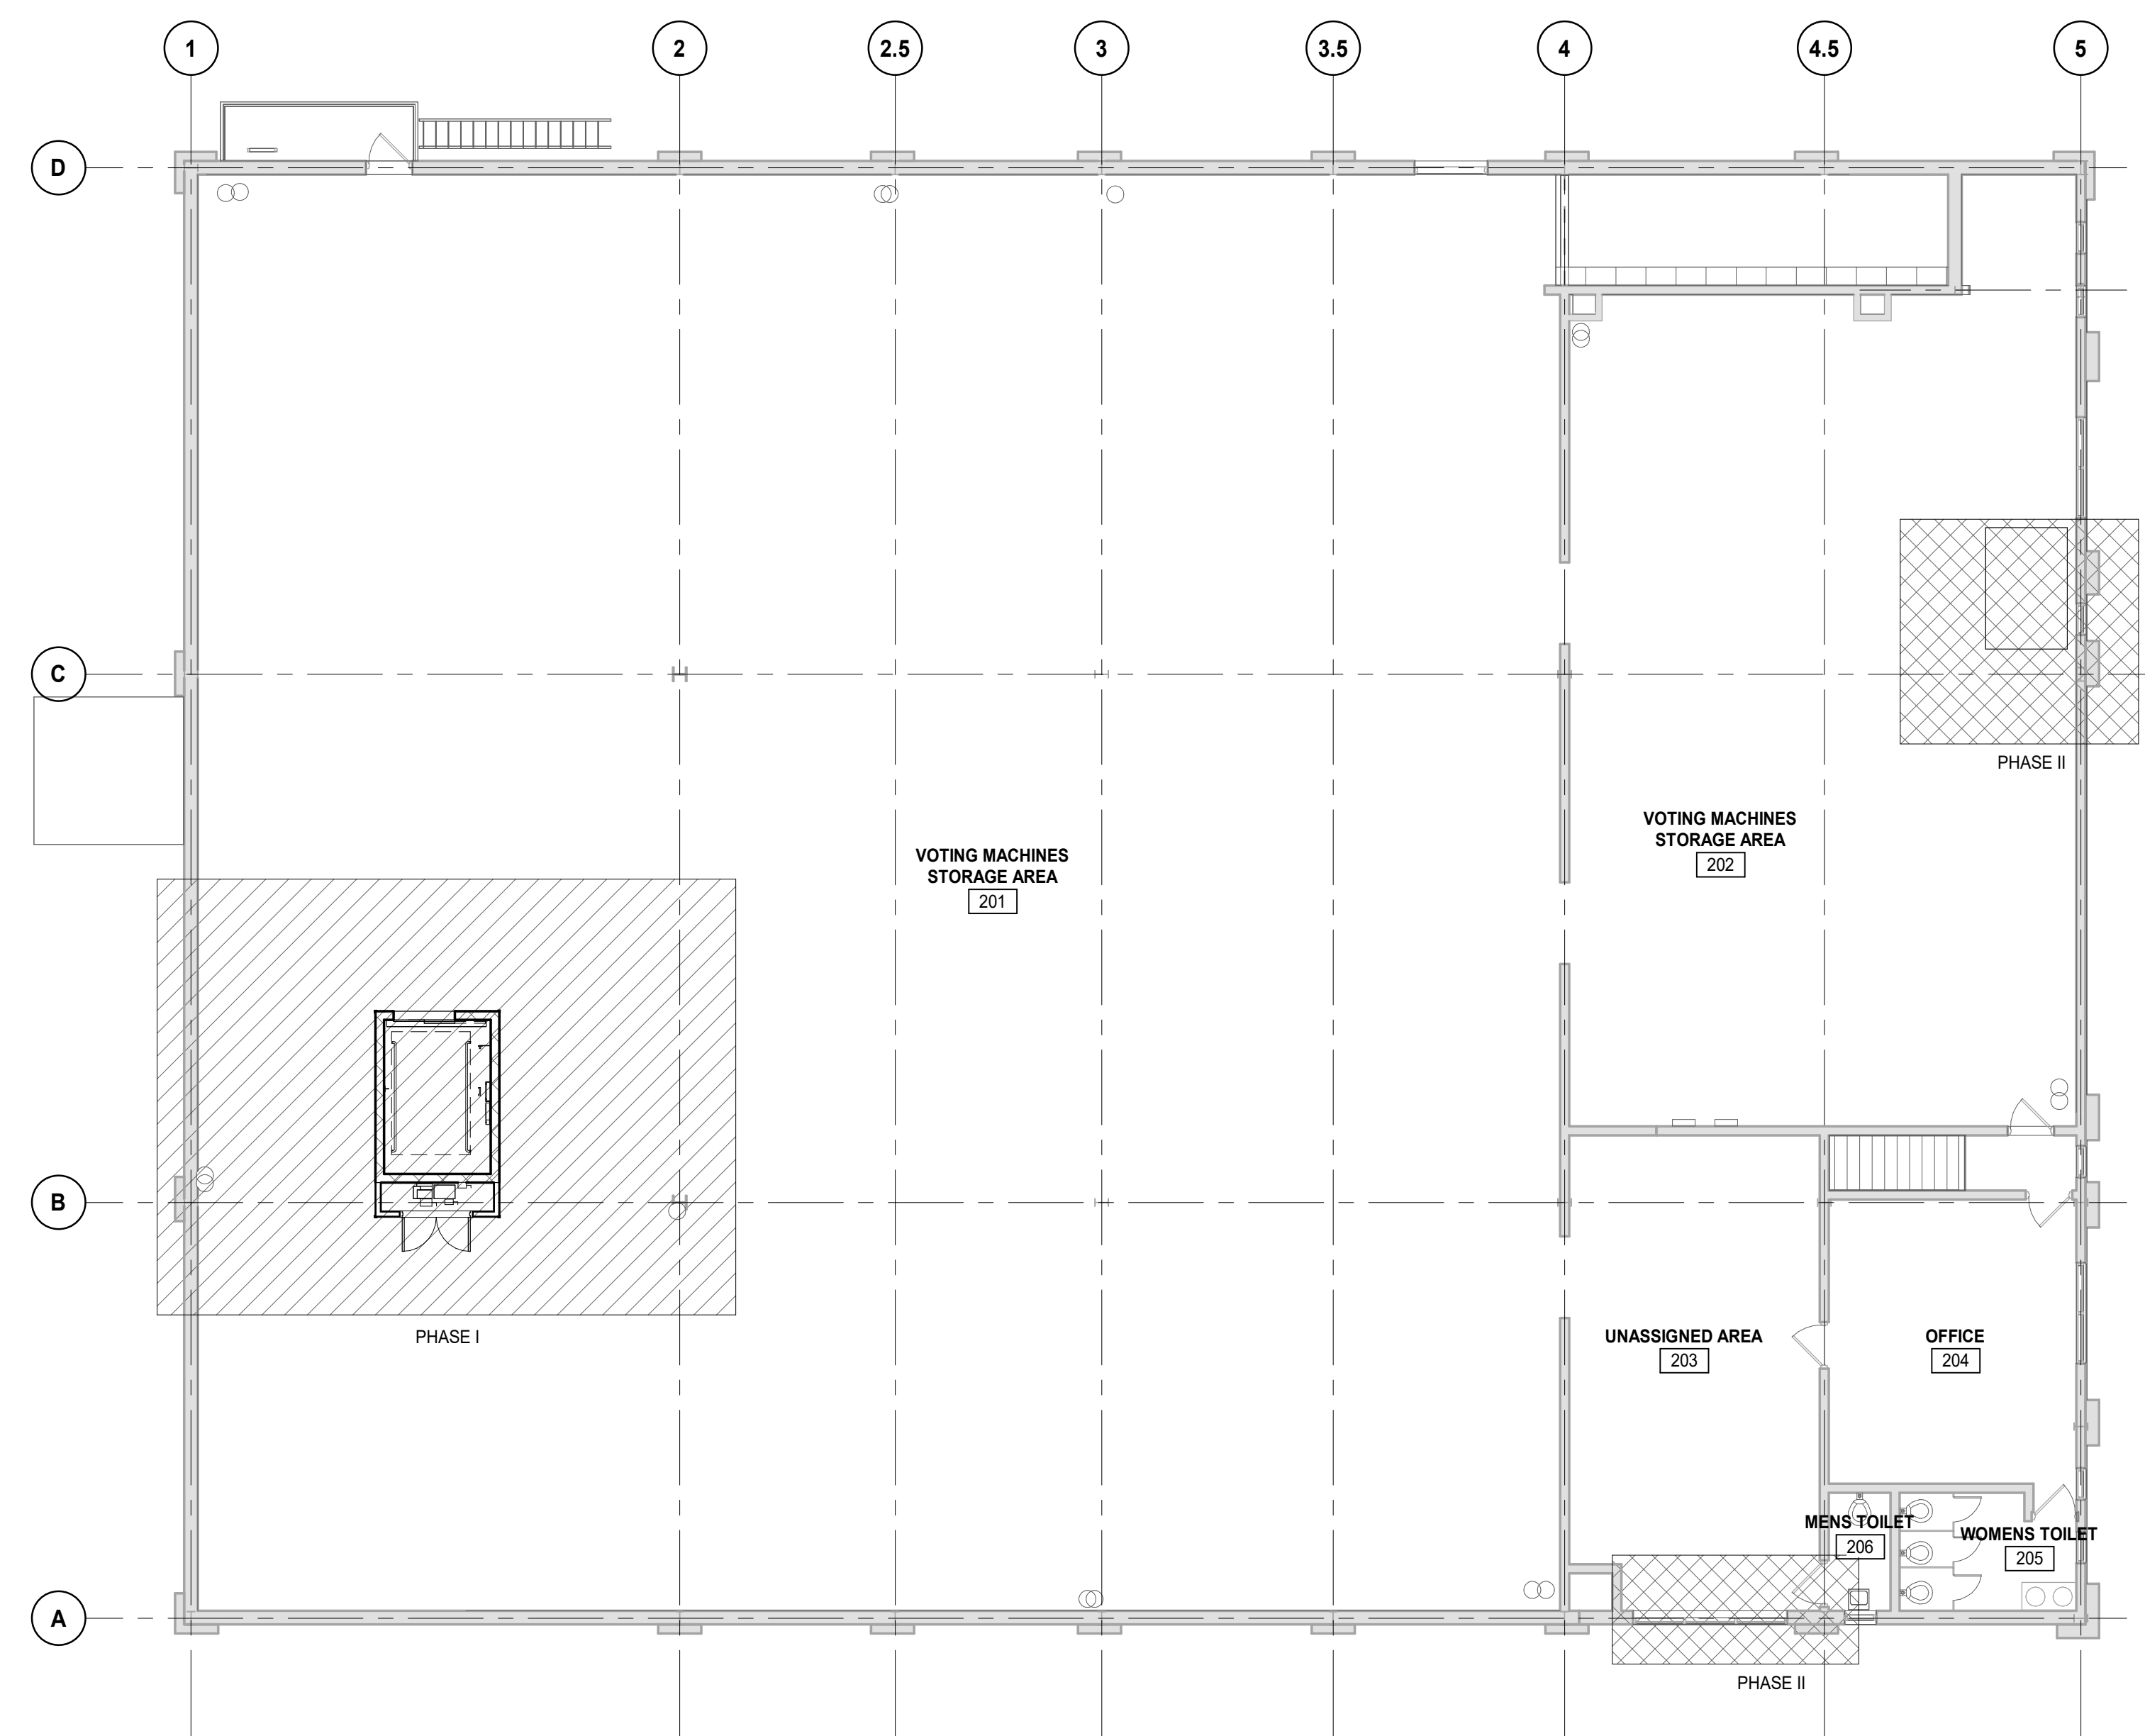 1
2
2.5
3
3.5
4
4.5
5
D
C
PHASE II
VOTING MACHINES
STORAGE AREA
202
VOTING MACHINES
STORAGE AREA
201
B
PHASE I
UNASSIGNED AREA
203
OFFICE
204
MENS TOILET
206
WOMENS TOILET
205
A
PHASE II